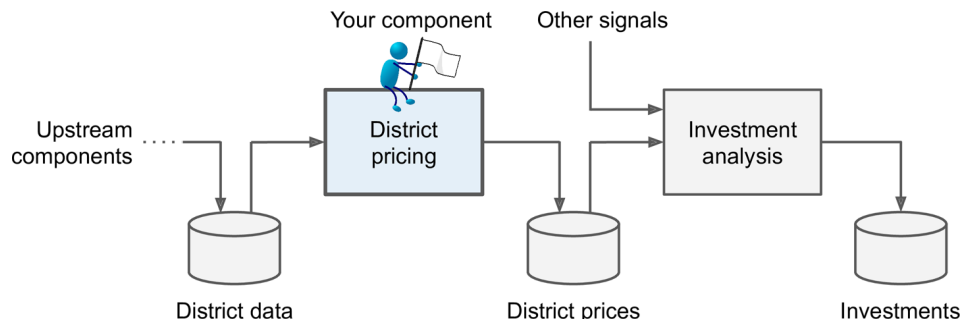 Your component
Other signals
Upstream
components
District
pricing
Investment
analysis
District data
District prices
Investments